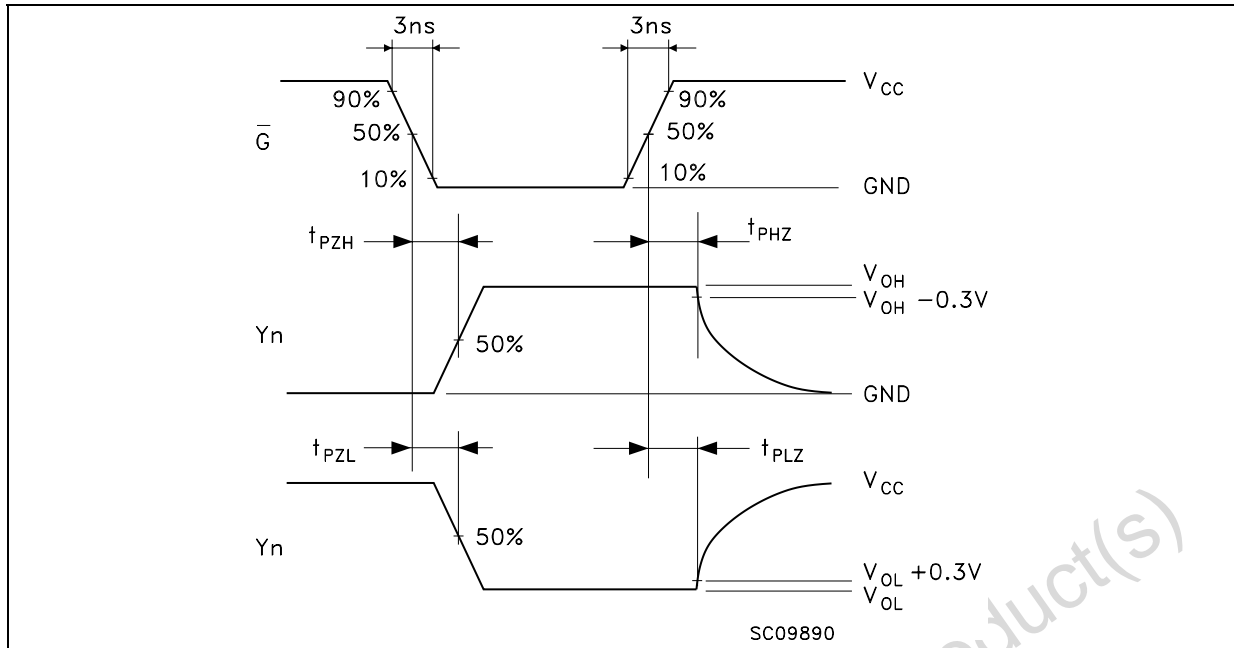 3ns 3ns
V_CC
90% 90%
G̅ 50% 50%
10% 10%
GND
t_PZH t_PHZ
V_OH
V_OH −0.3V
Yn 50%
GND
t_PZL t_PLZ
V_CC
50%
Yn
V_OL +0.3V
V_OL
SC09890
duct(s)